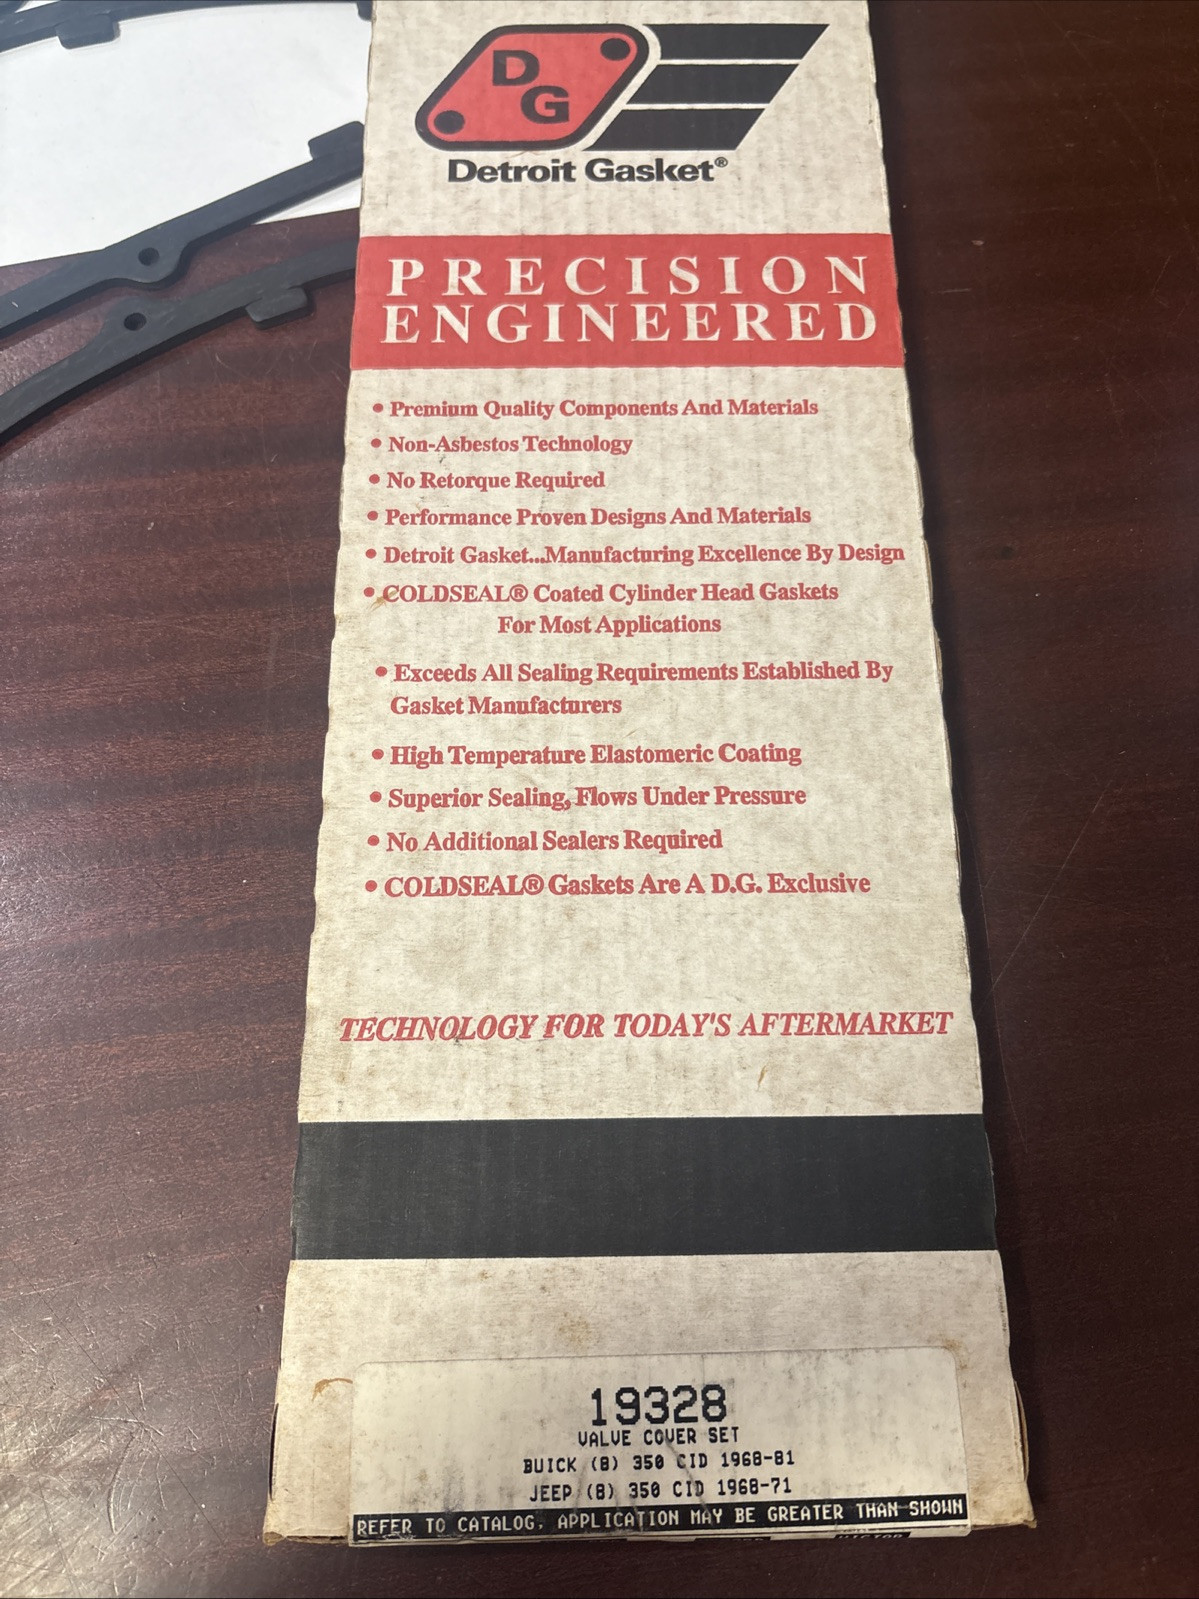 DG
Detroit Gasket®
PRECISION
ENGINEERED
• Premium Quality Components And Materials
• Non-Asbestos Technology
• No Retorque Required
• Performance Proven Designs And Materials
• Detroit Gasket...Manufacturing Excellence By Design
• COLDSEAL® Coated Cylinder Head Gaskets
For Most Applications
• Exceeds All Sealing Requirements Established By
Gasket Manufacturers
• High Temperature Elastomeric Coating
• Superior Sealing, Flows Under Pressure
• No Additional Sealers Required
• COLDSEAL® Gaskets Are A D.G. Exclusive
TECHNOLOGY FOR TODAY'S AFTERMARKET
19328
VALVE COVER SET
BUICK (8) 350 CID 1968-81
JEEP (8) 350 CID 1968-71
REFER TO CATALOG, APPLICATION MAY BE GREATER THAN SHOWN